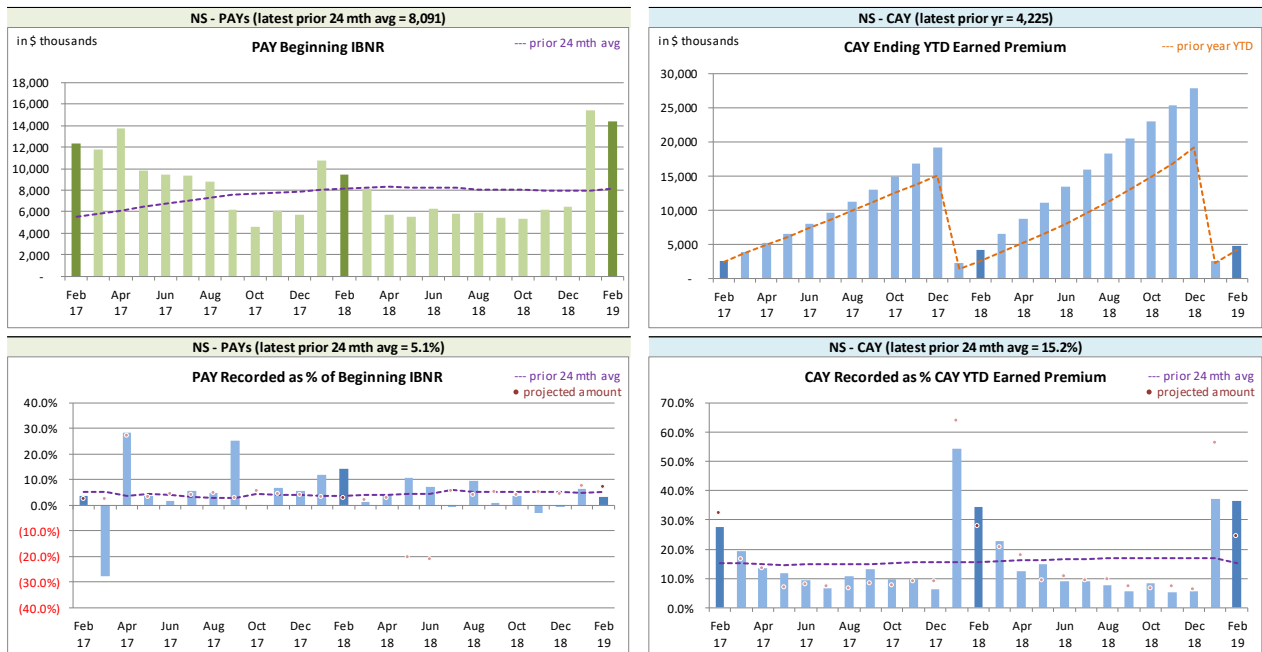 NS - PAYs (latest prior 24 mth avg = 8,091)
in $ thousands
PAY Beginning IBNR
--- prior 24 mth avg
18,000
16,000
14,000
12,000
10,000
8,000
6,000
4,000
2,000
-
Feb Apr Jun Aug Oct Dec Feb Apr Jun Aug Oct Dec Feb
17 17 17 17 17 17 18 18 18 18 18 18 19
NS - CAY (latest prior yr = 4,225)
in $ thousands
CAY Ending YTD Earned Premium
--- prior year YTD
30,000
25,000
20,000
15,000
10,000
5,000
-
Feb Apr Jun Aug Oct Dec Feb Apr Jun Aug Oct Dec Feb
17 17 17 17 17 17 18 18 18 18 18 18 19
NS - PAYs (latest prior 24 mth avg = 5.1%)
PAY Recorded as % of Beginning IBNR
--- prior 24 mth avg
• projected amount
40.0%
30.0%
20.0%
10.0%
0.0%
(10.0%)
(20.0%)
(30.0%)
(40.0%)
Feb Apr Jun Aug Oct Dec Feb Apr Jun Aug Oct Dec Feb
17 17 17 17 17 17 18 18 18 18 18 18 19
NS - CAY (latest prior 24 mth avg = 15.2%)
CAY Recorded as % CAY YTD Earned Premium
--- prior 24 mth avg
• projected amount
70.0%
60.0%
50.0%
40.0%
30.0%
20.0%
10.0%
0.0%
Feb Apr Jun Aug Oct Dec Feb Apr Jun Aug Oct Dec Feb
17 17 17 17 17 17 18 18 18 18 18 18 19